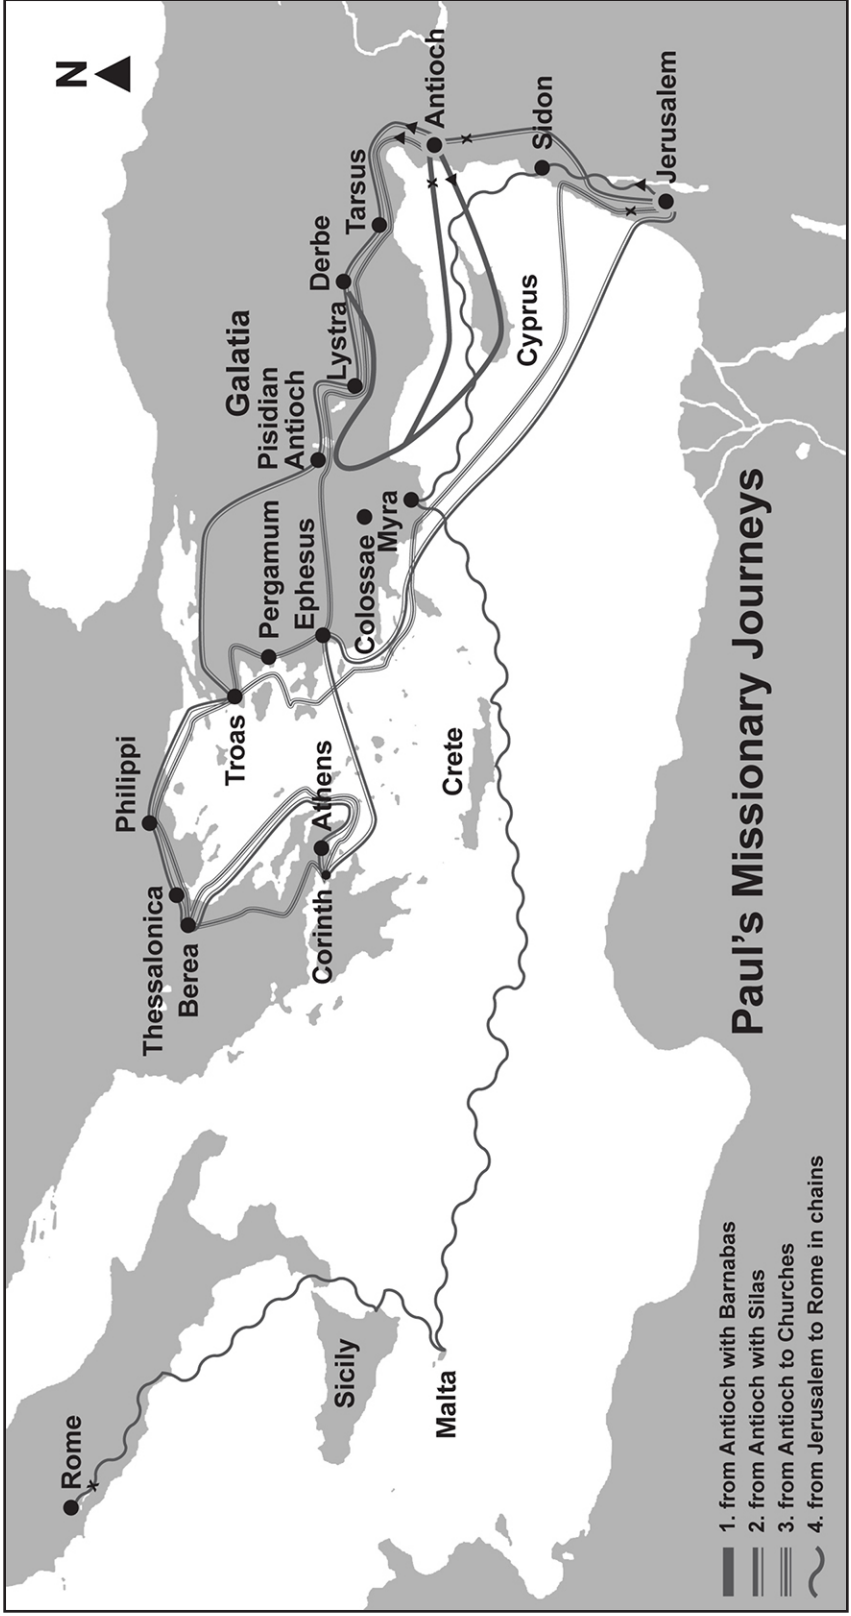 N
Rome
Sicily
Malta
Thessalonica
Berea
Philippi
Corinth
Athens
Troas
Crete
Pergamum
Ephesus
Colossae
Myra
Galatia
Pisidian
Antioch
Lystra
Derbe
Tarsus
Antioch
Cyprus
Sidon
Jerusalem
Paul's Missionary Journeys
1. from Antioch with Barnabas
2. from Antioch with Silas
3. from Antioch to Churches
4. from Jerusalem to Rome in chains